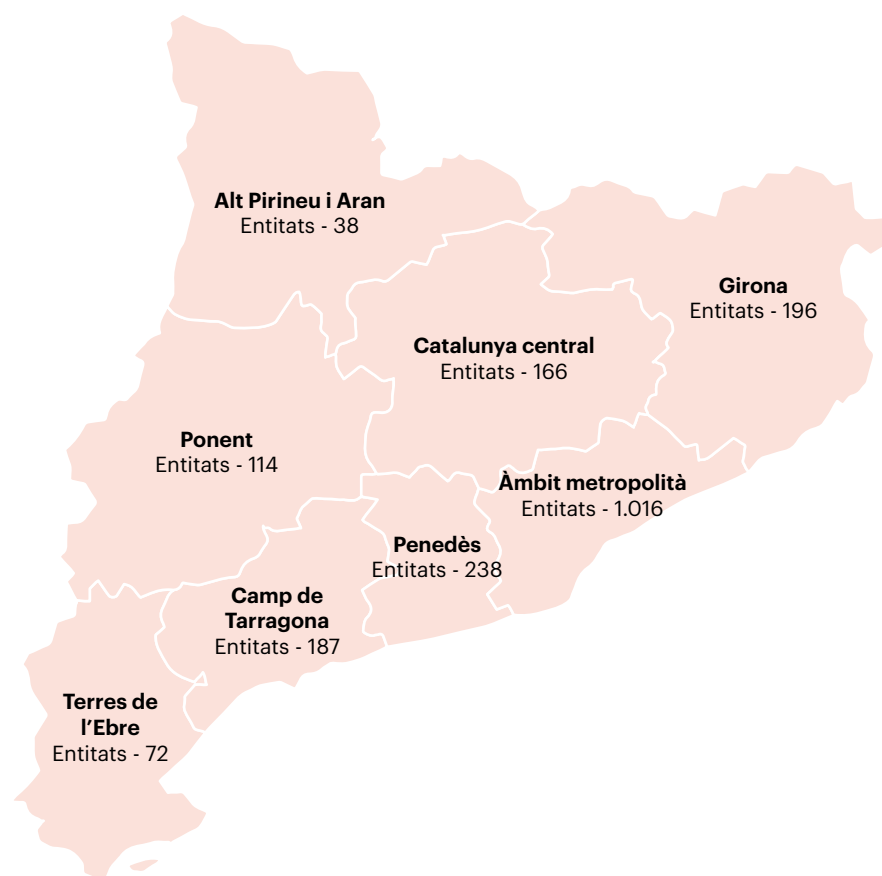 Alt Pirineu i Aran
Entitats - 38
Girona
Entitats - 196
Catalunya central
Entitats - 166
Ponent
Entitats - 114
Àmbit metropolità
Entitats - 1.016
Penedès
Entitats - 238
Camp de
Tarragona
Entitats - 187
Terres de
l’Ebre
Entitats - 72